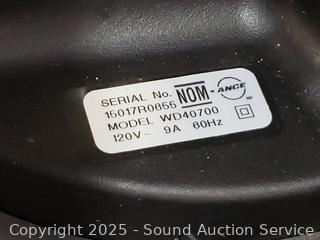 SERIAL No. NOM-ANCE
15017R0655
MODEL WD40700
120V~ 9A 60Hz
Copyright 2025 - Sound Auction Service